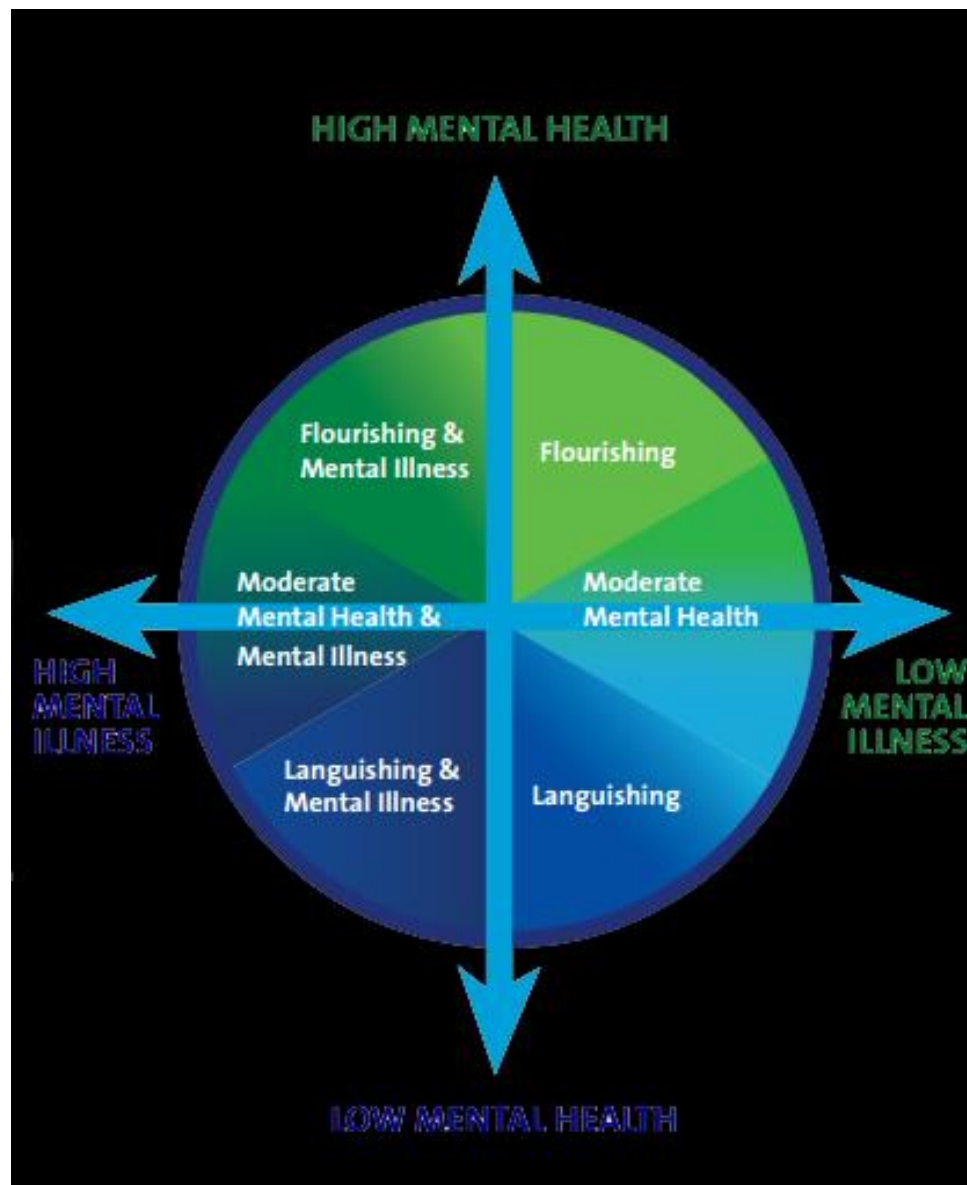 HIGH MENTAL HEALTH
Flourishing &
Mental Illness
Flourishing
Moderate
Mental Health &
Mental Illness
Moderate
Mental Health
HIGH
MENTAL
ILLNESS
LOW
MENTAL
ILLNESS
Languishing &
Mental Illness
Languishing
LOW MENTAL HEALTH